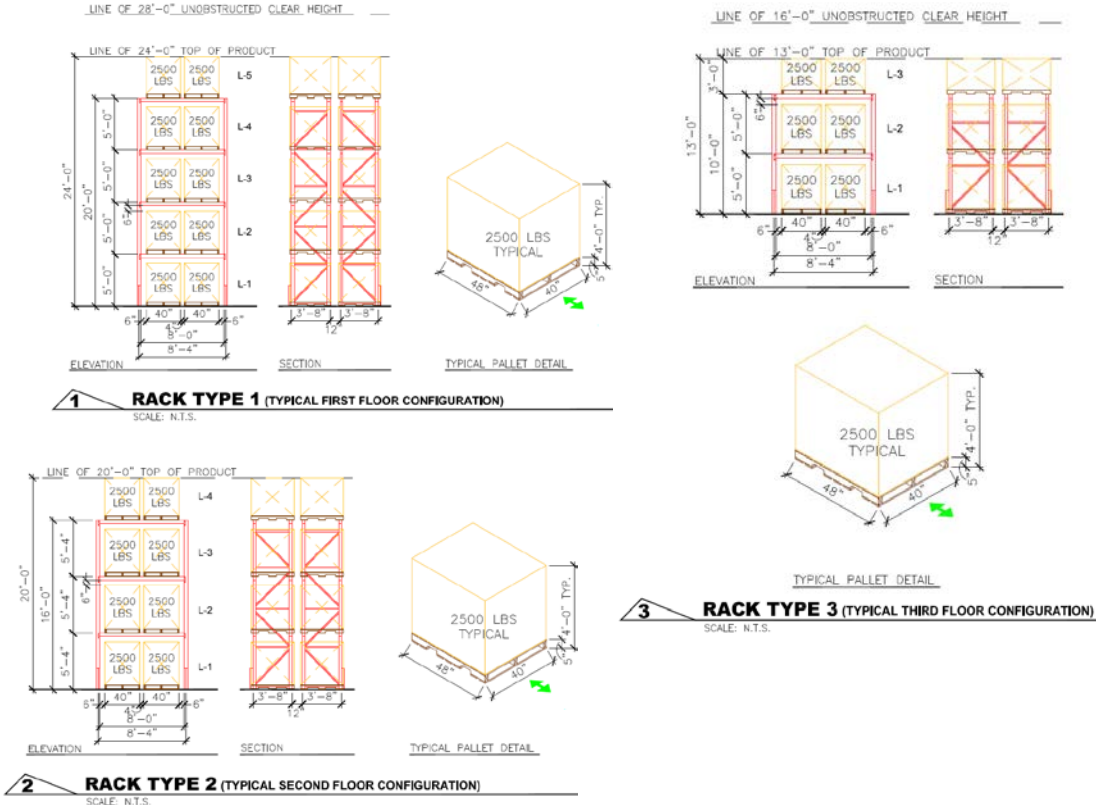 LINE OF 28'-0" UNOBSTRUCTED CLEAR HEIGHT
LINE OF 24'-0" TOP OF PRODUCT
2500 LBS 2500 LBS L-5
2500 LBS 2500 LBS L-4
2500 LBS 2500 LBS L-3
2500 LBS 2500 LBS L-2
2500 LBS 2500 LBS L-1
24'-0"
20'-0"
5'-0"
5'-0"
5'-0"
6"
5'-0"
6" 40" 40" 6"
4"
8'-0"
8'-4"
3'-8" 3'-8"
12"
2500 LBS
TYPICAL
4'-0" TYP.
5"
48" 40"
ELEVATION SECTION TYPICAL PALLET DETAIL
1 RACK TYPE 1 (TYPICAL FIRST FLOOR CONFIGURATION)
SCALE: N.T.S.
LINE OF 20'-0" TOP OF PRODUCT
2500 LBS 2500 LBS L-4
2500 LBS 2500 LBS L-3
2500 LBS 2500 LBS L-2
2500 LBS 2500 LBS L-1
20'-0"
16'-0"
5'-4"
6"
5'-4"
5'-4"
6" 40" 40" 6"
4"
8'-0"
8'-4"
3'-8" 3'-8"
12"
2500 LBS
TYPICAL
4'-0" TYP.
5"
48" 40"
ELEVATION SECTION TYPICAL PALLET DETAIL
2 RACK TYPE 2 (TYPICAL SECOND FLOOR CONFIGURATION)
SCALE: N.T.S.
LINE OF 16'-0" UNOBSTRUCTED CLEAR HEIGHT
LINE OF 13'-0" TOP OF PRODUCT
2500 LBS 2500 LBS L-3
2500 LBS 2500 LBS L-2
2500 LBS 2500 LBS L-1
13'-0"
3'-0"
10'-0"
6"
5'-0"
5'-0"
6" 40" 40" 6"
4"
8'-0"
8'-4"
3'-8" 3'-8"
12"
ELEVATION SECTION
2500 LBS
TYPICAL
4'-0" TYP.
5"
48" 40"
TYPICAL PALLET DETAIL
3 RACK TYPE 3 (TYPICAL THIRD FLOOR CONFIGURATION)
SCALE: N.T.S.